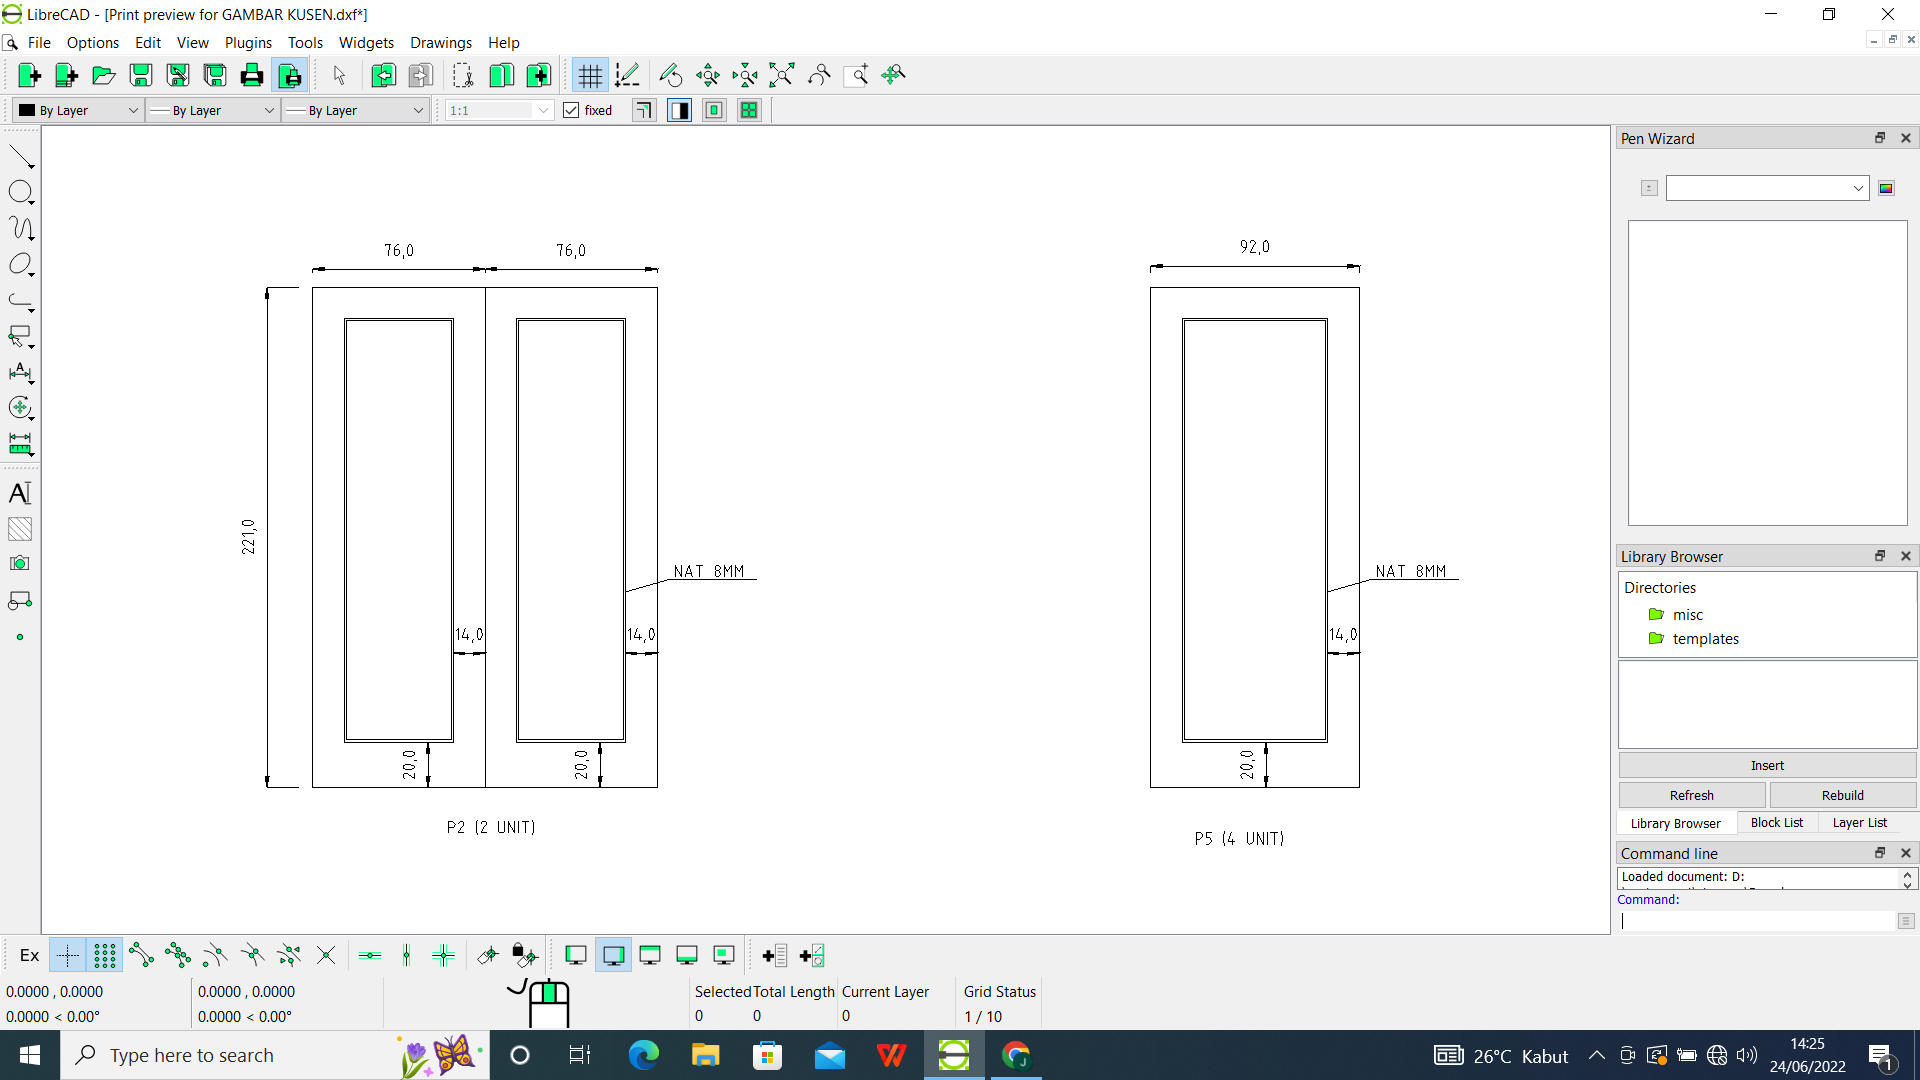 LibreCAD - [Print preview for GAMBAR KUSEN.dxf*]
File Options Edit View Plugins Tools Widgets Drawings Help
By Layer By Layer By Layer 1:1 fixed
Pen Wizard
76,0 76,0 92,0
221,0
NAT 8MM NAT 8MM
14,0 14,0 14,0
20,0 20,0 20,0
P2 (2 UNIT)
P5 (4 UNIT)
Library Browser
Directories
misc
templates
Insert
Refresh Rebuild
Library Browser Block List Layer List
Command line
Loaded document: D:
Command:
Ex
0.0000 , 0.0000 0.0000 , 0.0000 Selected Total Length Current Layer Grid Status
0.0000 < 0.00° 0.0000 < 0.00° 0 0 0 1 / 10
Type here to search
26°C Kabut
14:25
24/06/2022
1